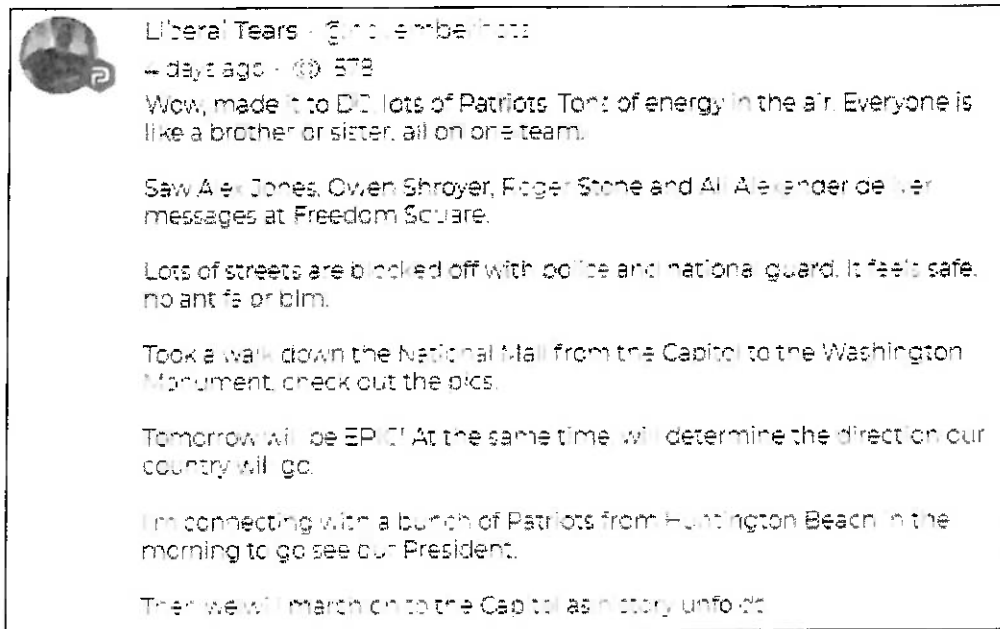 Liberal Tears ·
4 days ago · 578
Wow, made it to DC, lots of Patriots. Tons of energy in the air. Everyone is
like a brother or sister, all on one team.
Saw Alex Jones, Owen Shroyer, Roger Stone and Ali Alexander deliver
messages at Freedom Square.
Lots of streets are blocked off with police and national guard. It feels safe,
no antifa or blm.
Took a walk down the National Mall from the Capitol to the Washington
Monument, check out the pics.
Tomorrow will be EPIC! At the same time, will determine the direction our
country will go.
I'm connecting with a bunch of Patriots from Huntington Beach in the
morning to go see our President.
Then we will march on to the Capitol as history unfolds